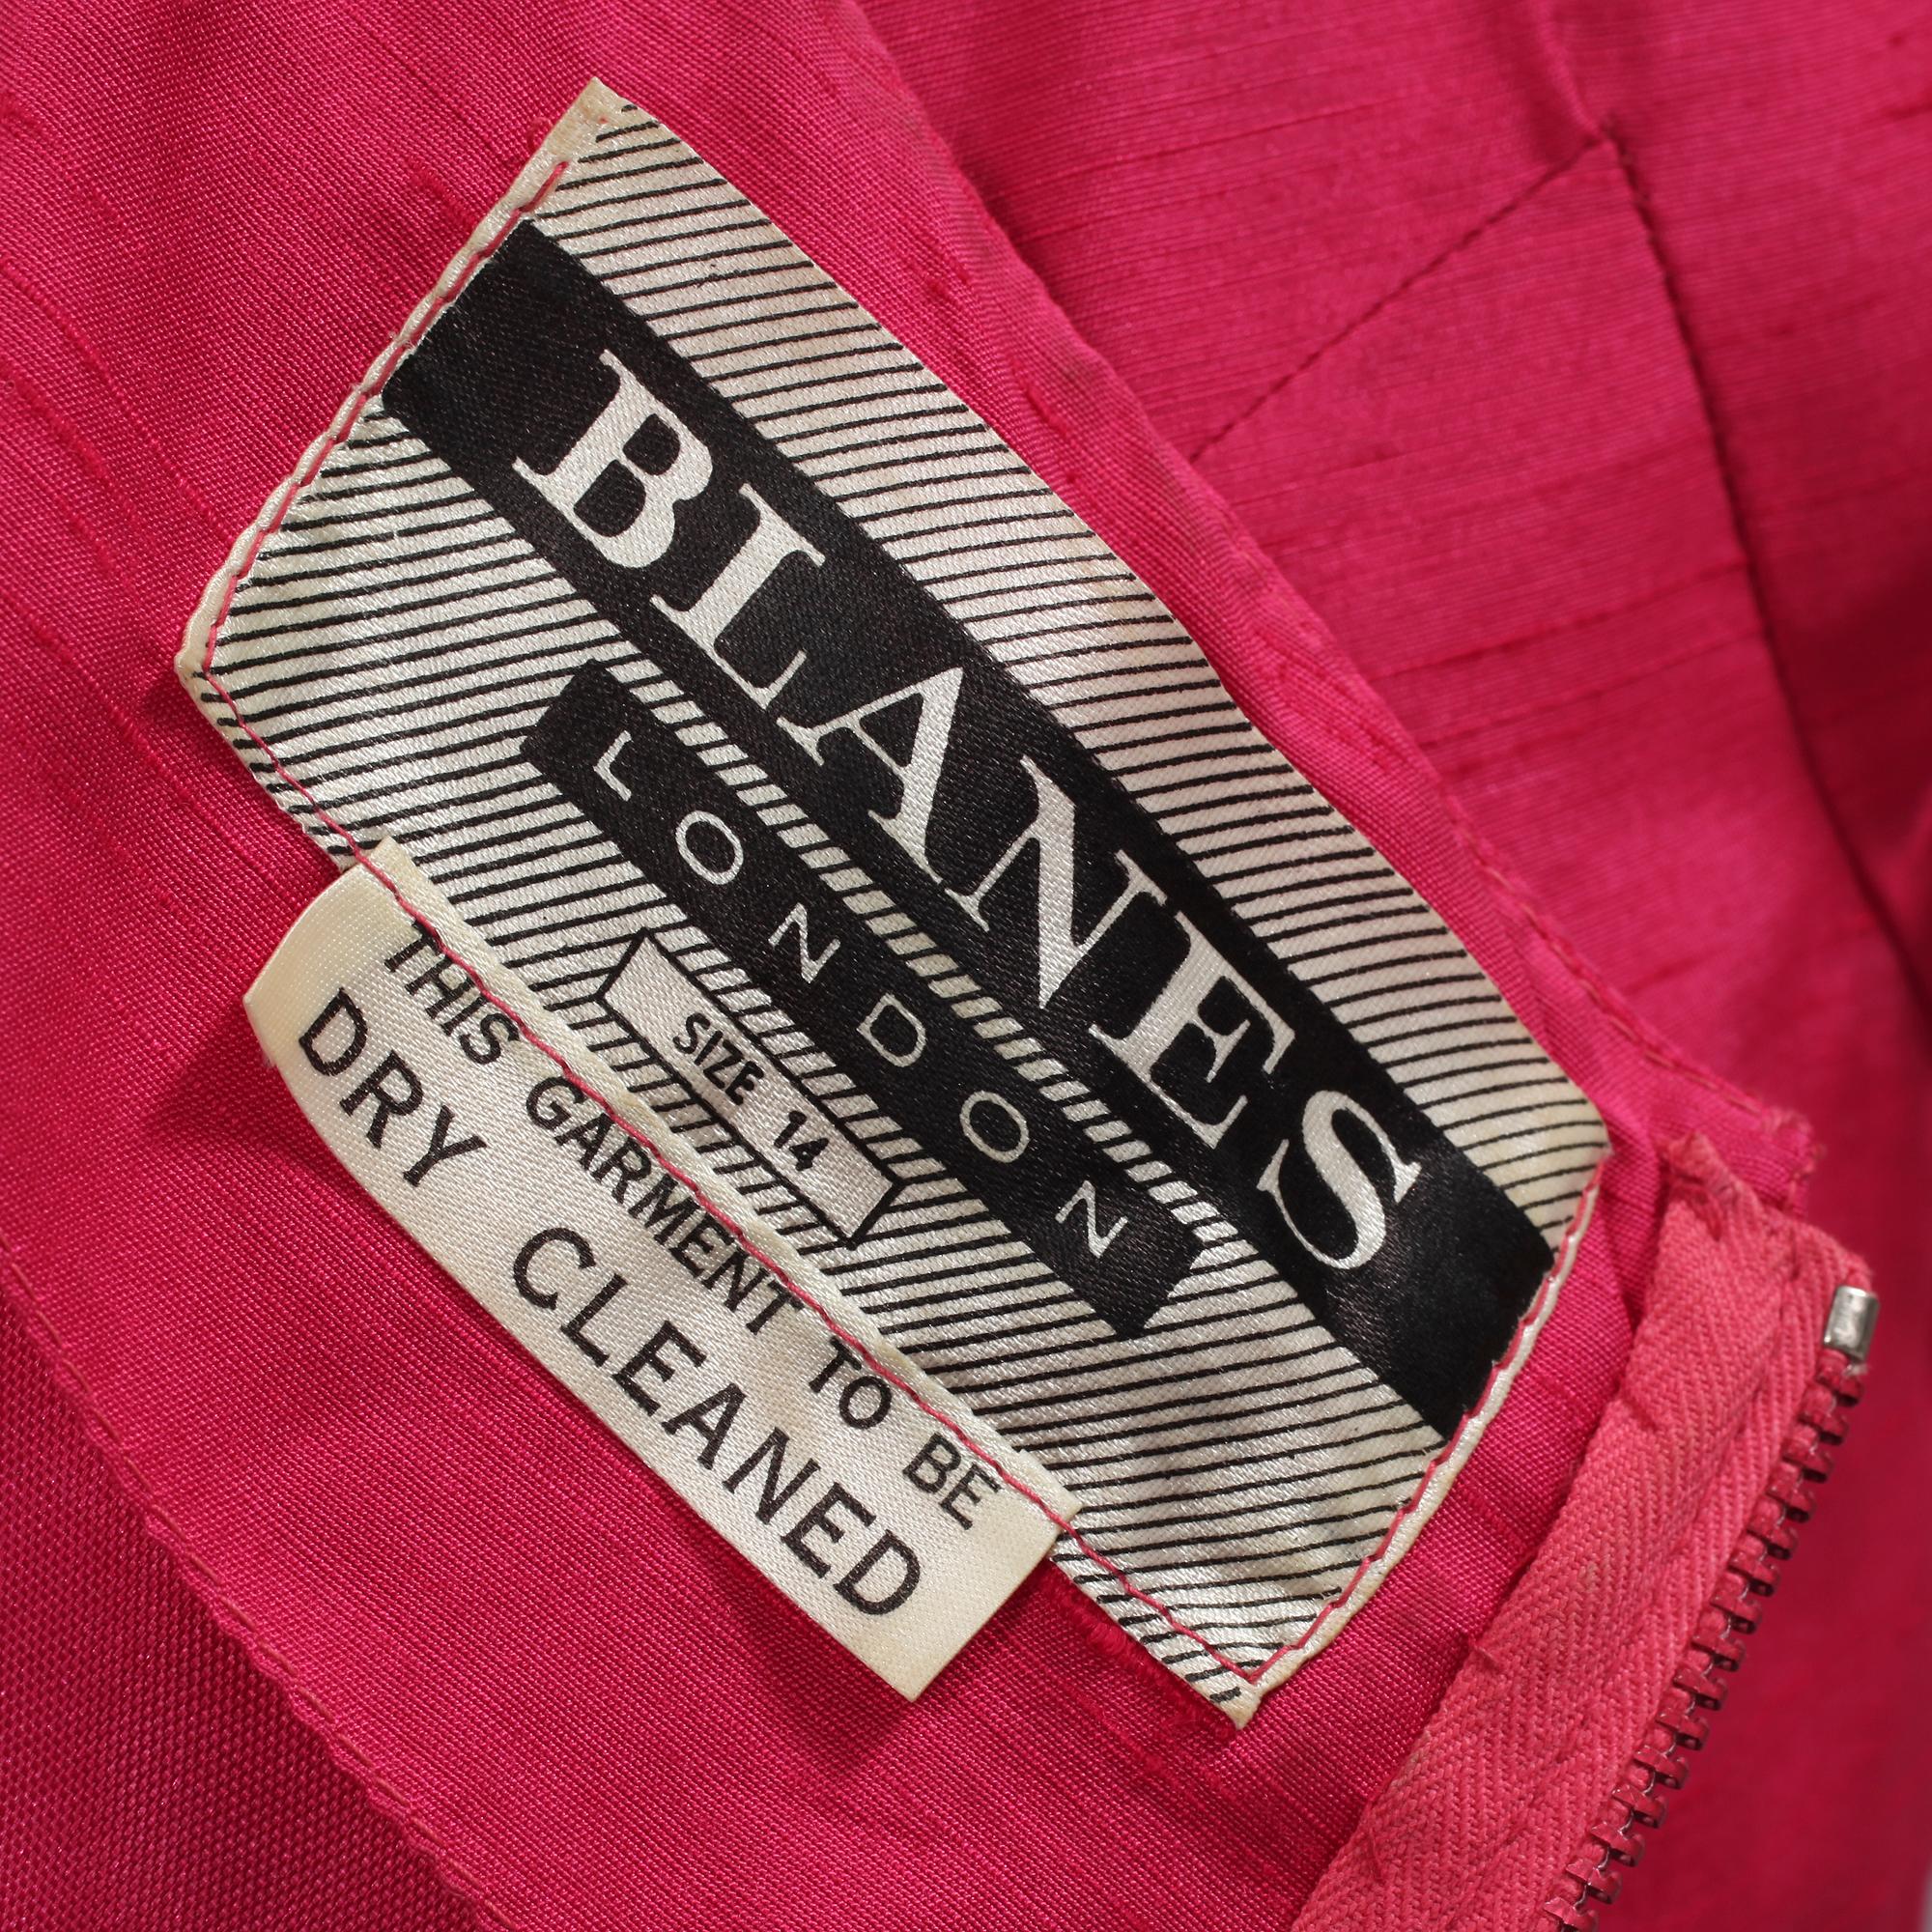 BLANES
LONDON
SIZE 14
THIS GARMENT TO BE
DRY CLEANED